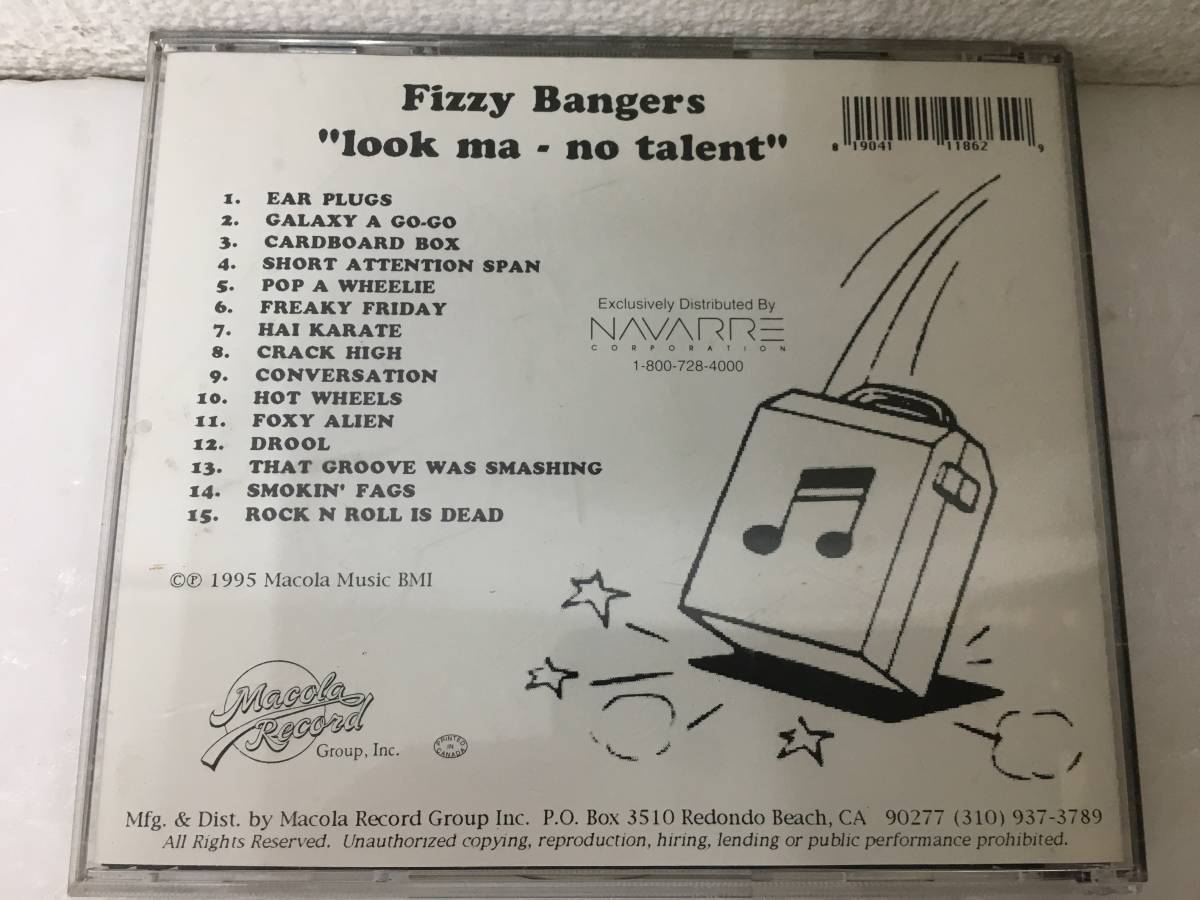 Fizzy Bangers
"look ma - no talent"
8 19041 11862 9
1. EAR PLUGS
2. GALAXY A GO-GO
3. CARDBOARD BOX
4. SHORT ATTENTION SPAN
5. POP A WHEELIE
6. FREAKY FRIDAY
7. HAI KARATE
8. CRACK HIGH
9. CONVERSATION
10. HOT WHEELS
11. FOXY ALIEN
12. DROOL
13. THAT GROOVE WAS SMASHING
14. SMOKIN' FAGS
15. ROCK N ROLL IS DEAD
Exclusively Distributed By
NAVARRE
CORPORATION
1-800-728-4000
©℗ 1995 Macola Music BMI
Macola
Record
Group, Inc.
PRINTED
IN
CANADA
Mfg. & Dist. by Macola Record Group Inc. P.O. Box 3510 Redondo Beach, CA 90277 (310) 937-3789
All Rights Reserved. Unauthorized copying, reproduction, hiring, lending or public performance prohibited.